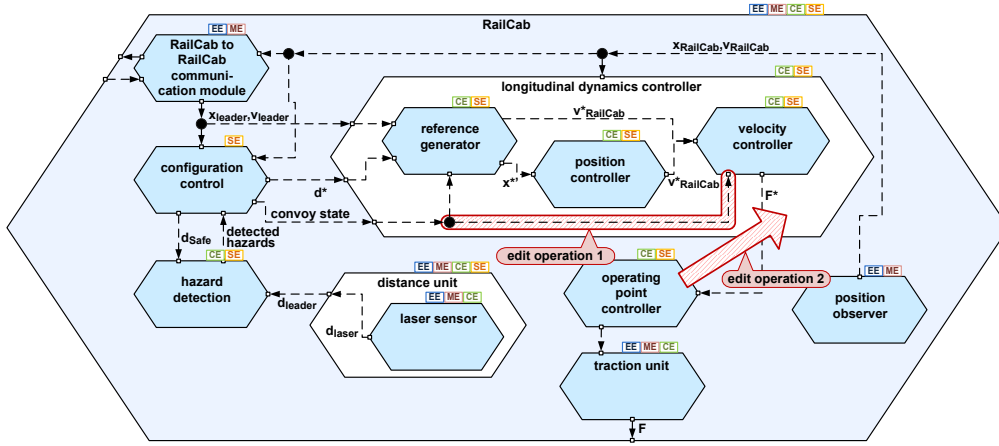 RailCab
EE ME CE SE
EE ME
RailCab to
RailCab
communi-
cation module
xRailCab,vRailCab
CE SE
longitudinal dynamics controller
xleader,vleader
CE SE
reference
generator
v*RailCab
CE SE
position
controller
CE SE
velocity
controller
SE
configuration
control
d*
x*'
v*RailCab
F*
convoy state
dSafe
detected
hazards
edit operation 1
edit operation 2
CE SE
hazard
detection
dleader
EE ME CE SE
distance unit
EE ME CE
laser sensor
dlaser
CE SE
operating
point
controller
EE ME
position
observer
EE ME CE
traction unit
F